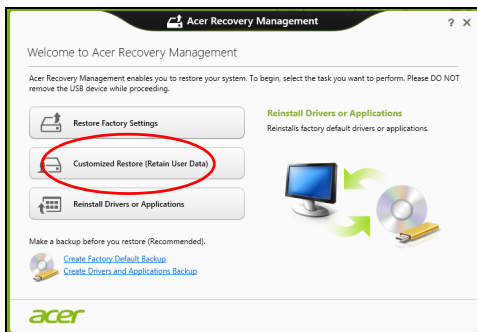 Acer Recovery Management
? ×
Welcome to Acer Recovery Management
Acer Recovery Management enables you to restore your system. To begin, select the task you want to perform. Please DO NOT
remove the USB device while proceeding.
Restore Factory Settings
Customized Restore (Retain User Data)
Reinstall Drivers or Applications
Reinstall Drivers or Applications
Reinstalls factory default drivers or applications.
Make a backup before you restore (Recommended).
Create Factory Default Backup
Create Drivers and Applications Backup
acer